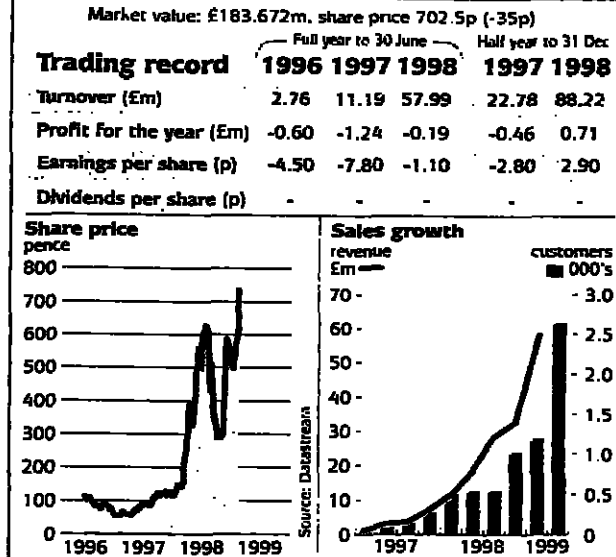 Market value: £183.672m, share price 702.5p (-35p)
Full year to 30 June Half year to 31 Dec
Trading record 1996 1997 1998 1997 1998
Turnover (£m) 2.76 11.19 57.99 22.78 88.22
Profit for the year (£m) -0.60 -1.24 -0.19 -0.46 0.71
Earnings per share (p) -4.50 -7.80 -1.10 -2.80 2.90
Dividends per share (p) - - - - -
Share price
pence
800
700
600
500
400
300
200
100
0
1996 1997 1998 1999
Source: Datastream
Sales growth
revenue customers
£m 000's
70 - - 3.0
60 - - 2.5
50 - - 2.0
40 - - 1.5
30 -
20 - - 1.0
10 - - 0.5
0 0
1997 1998 1999